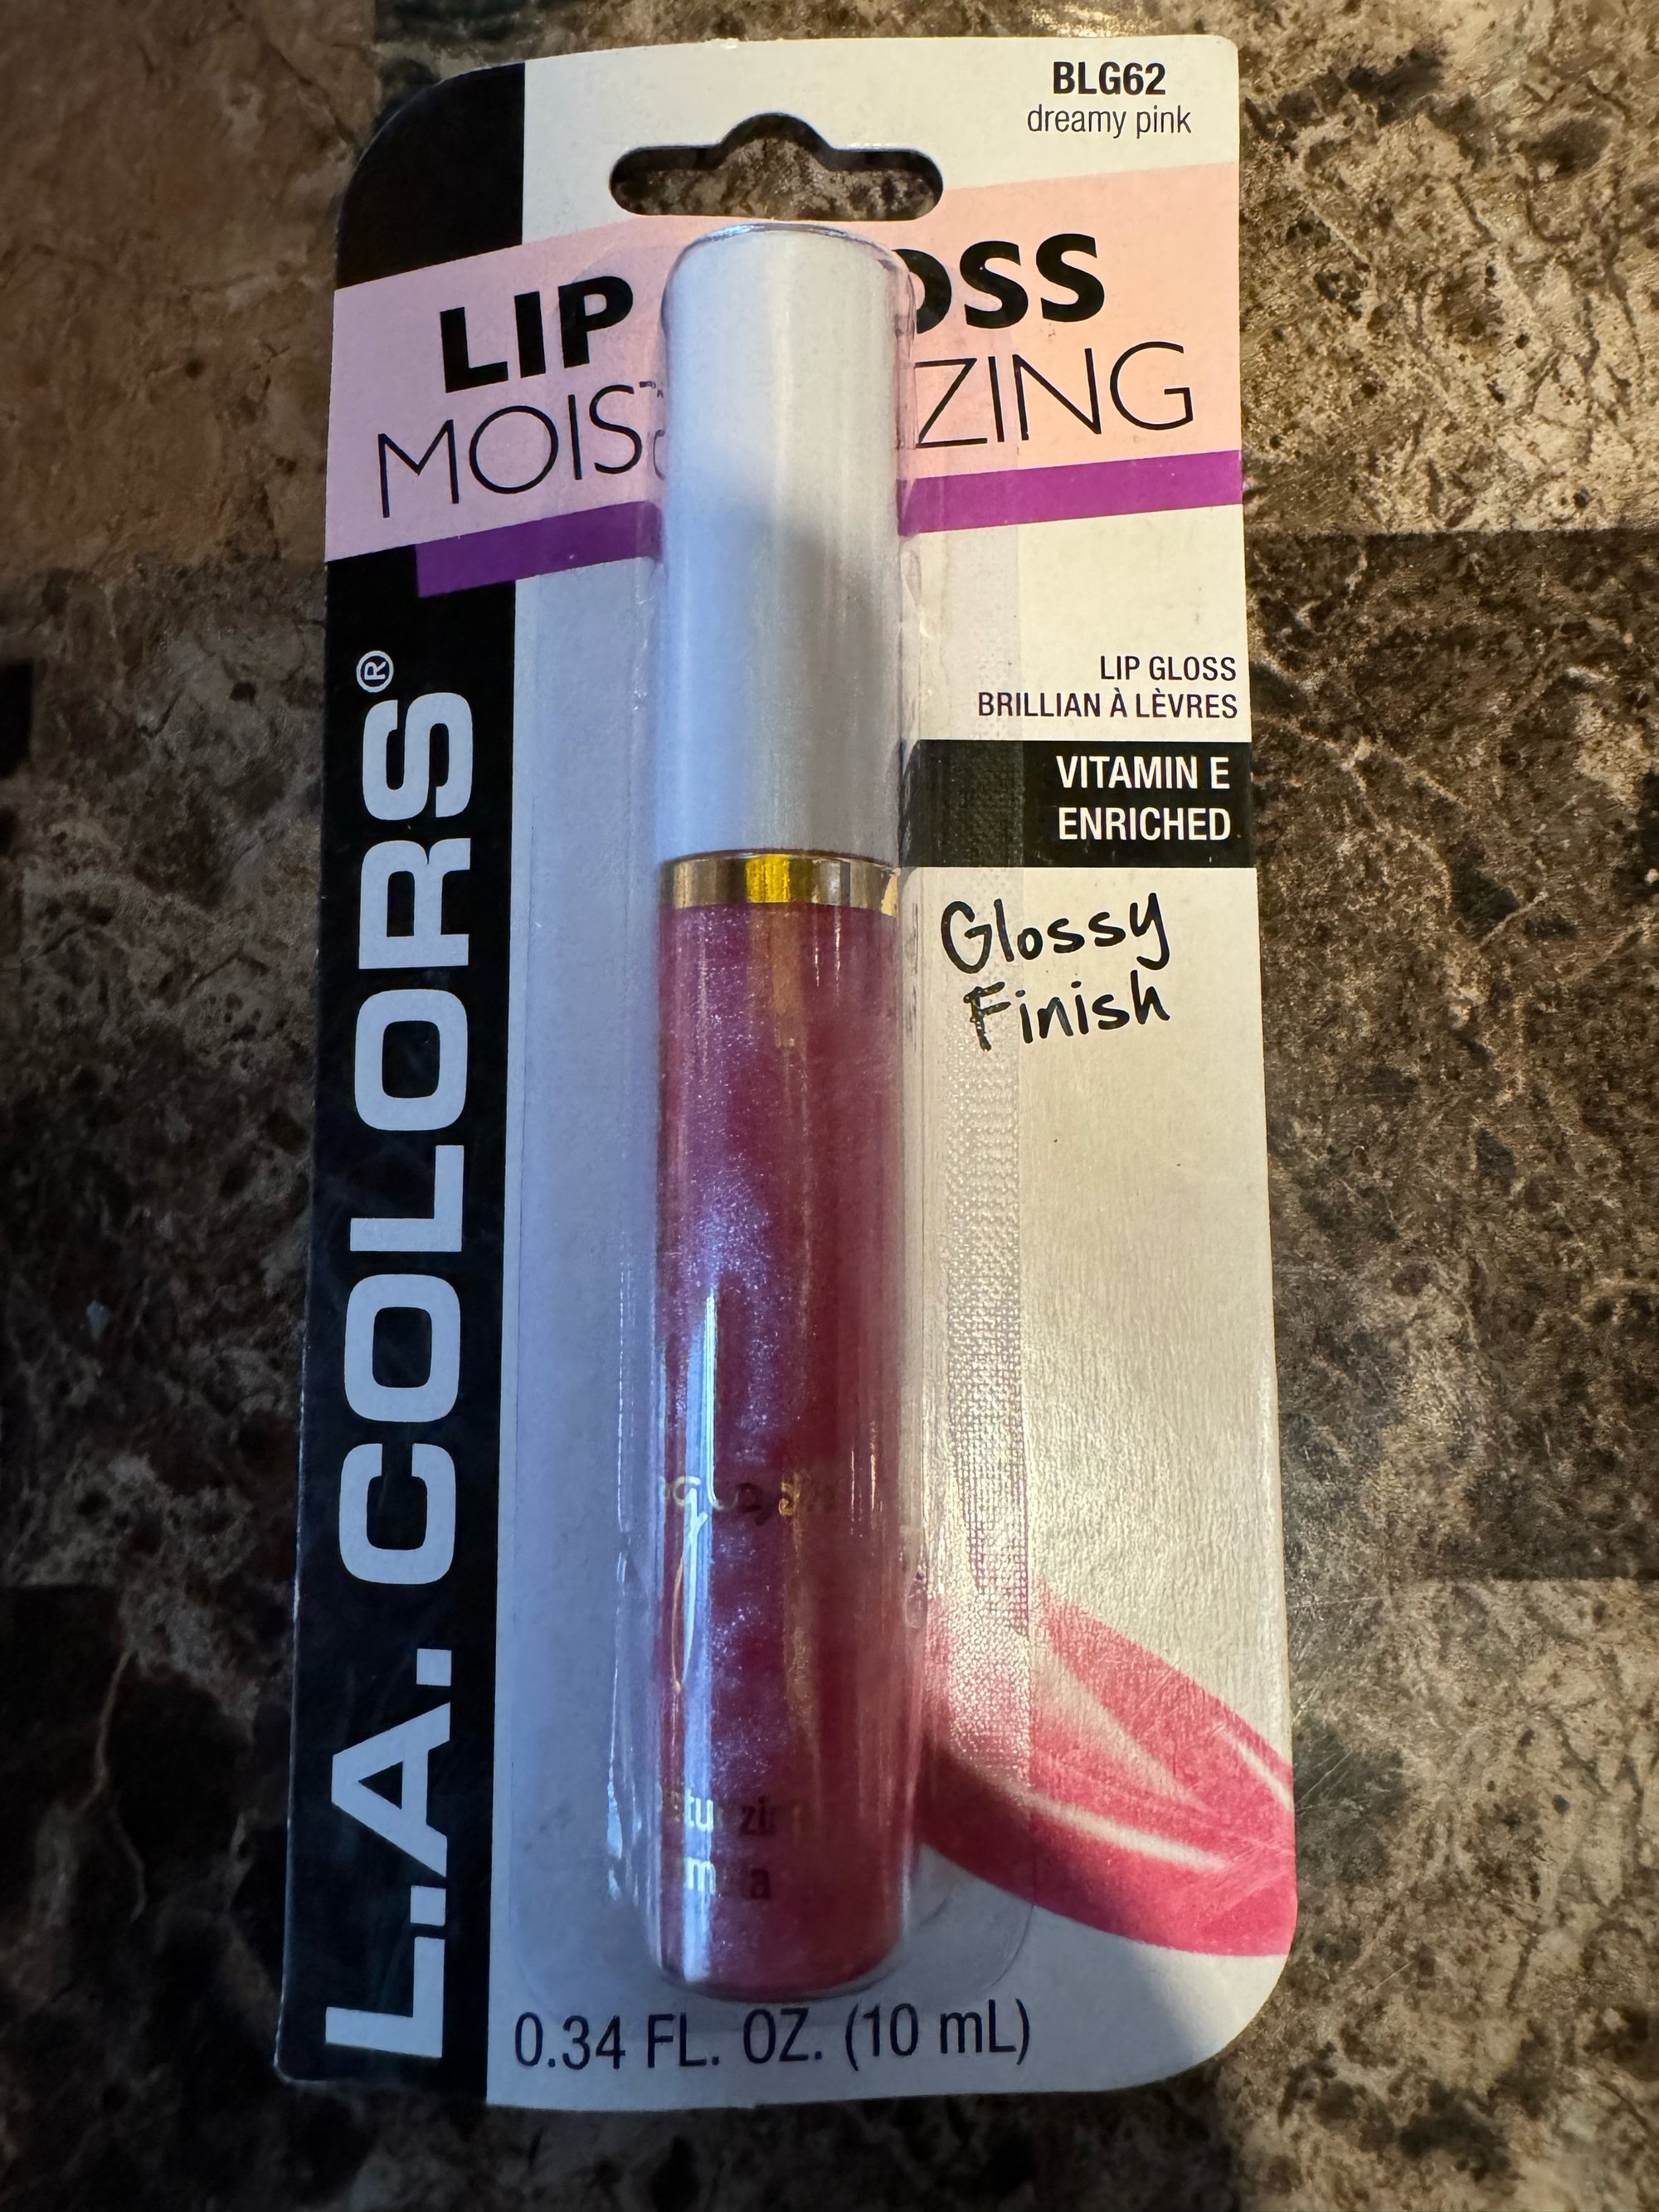 BLG62
dreamy pink
LIP
OSS
MOIS
ZING
L.A. COLORS®
LIP GLOSS
BRILLIAN À LÈVRES
VITAMIN E
ENRICHED
Glossy
Finish
0.34 FL. OZ. (10 mL)